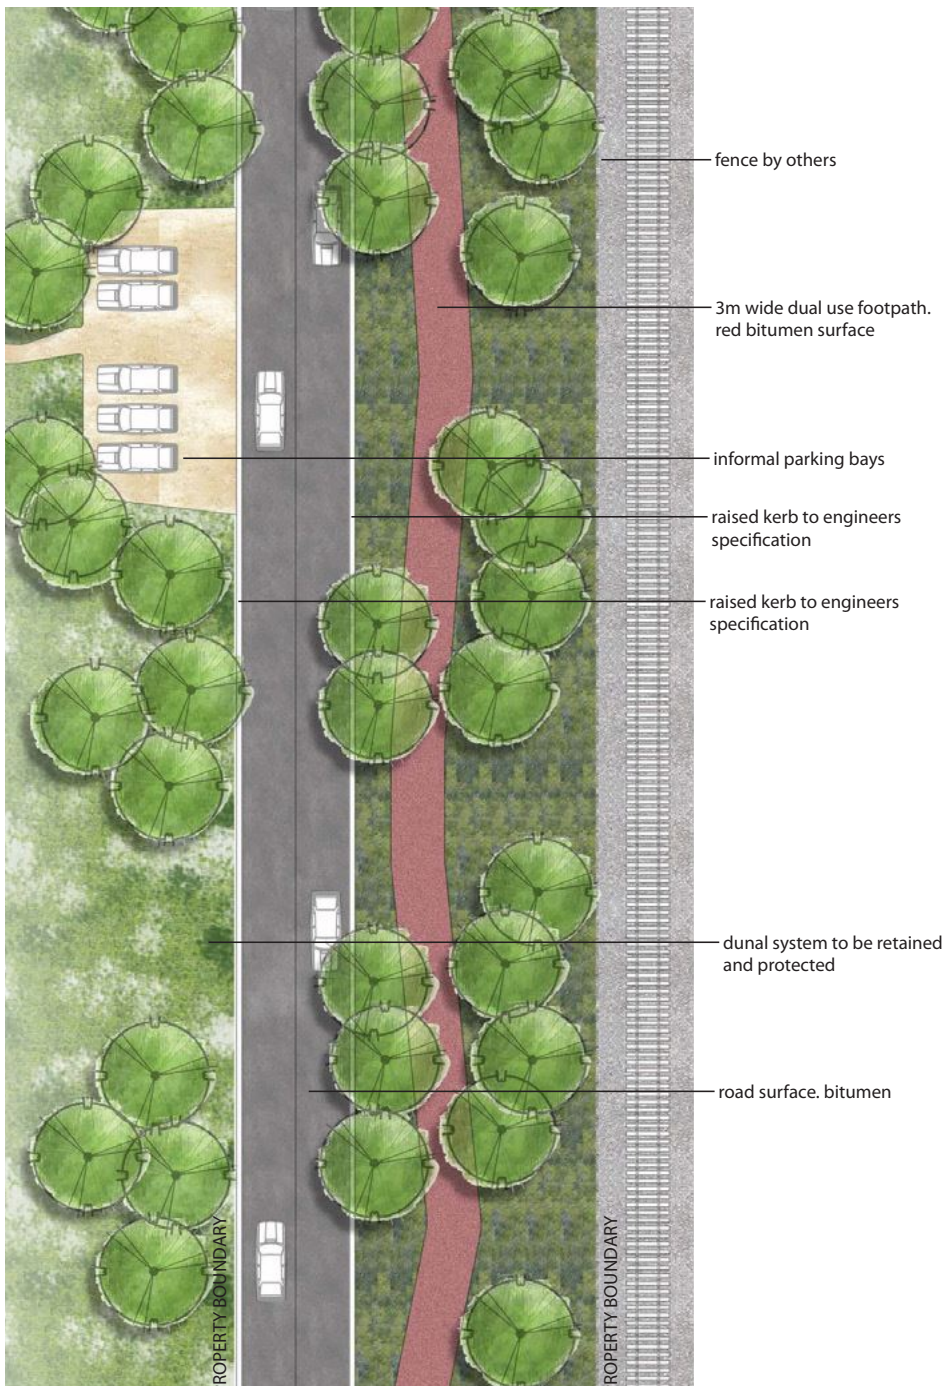 fence by others
3m wide dual use footpath.
red bitumen surface
informal parking bays
raised kerb to engineers
specification
raised kerb to engineers
specification
dunal system to be retained
and protected
road surface. bitumen
ROPERTY BOUNDARY
ROPERTY BOUNDARY